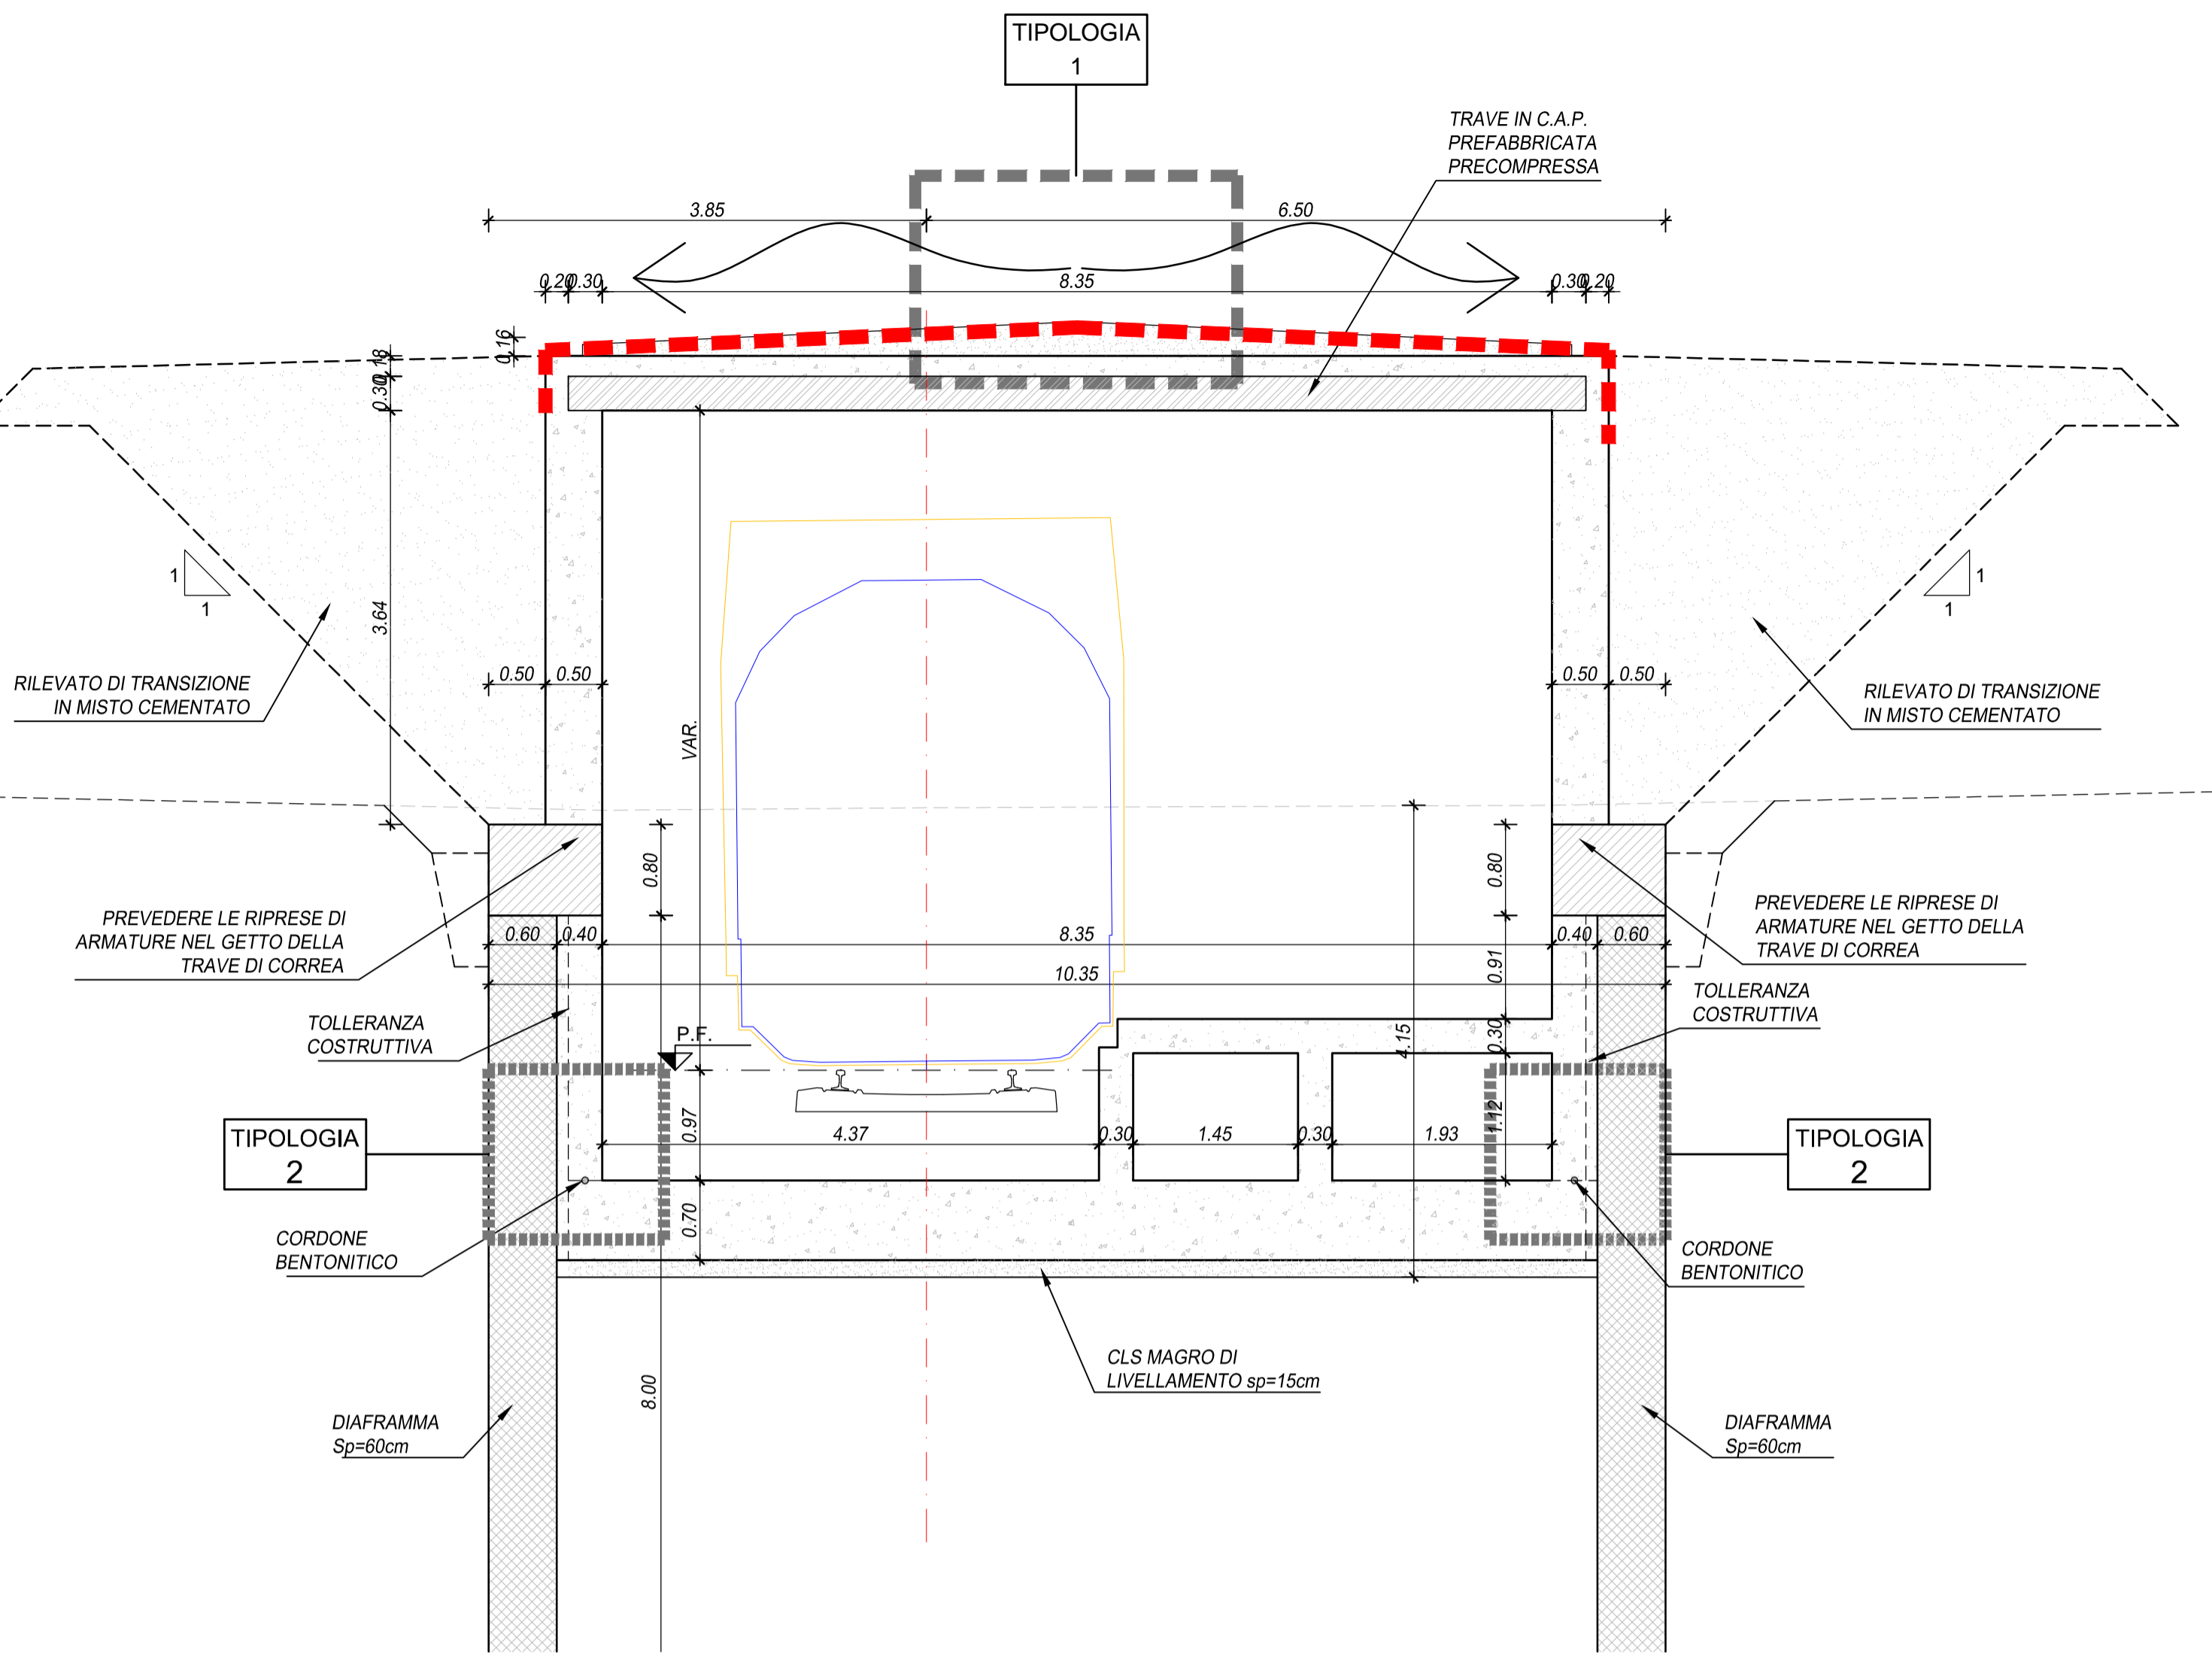 TIPOLOGIA
1
TRAVE IN C.A.P.
PREFABBRICATA
PRECOMPRESSA
3.85
6.50
0.20
0.30
8.35
0.30
0.20
0.16
0.18
0.30
3.64
1
1
1
1
RILEVATO DI TRANSIZIONE
IN MISTO CEMENTATO
0.50
0.50
VAR.
0.50
0.50
RILEVATO DI TRANSIZIONE
IN MISTO CEMENTATO
0.80
0.80
PREVEDERE LE RIPRESE DI
ARMATURE NEL GETTO DELLA
TRAVE DI CORREA
0.60
0.40
8.35
0.40
0.60
10.35
0.91
PREVEDERE LE RIPRESE DI
ARMATURE NEL GETTO DELLA
TRAVE DI CORREA
TOLLERANZA
COSTRUTTIVA
P.F.
4.15
0.30
TOLLERANZA
COSTRUTTIVA
TIPOLOGIA
2
0.97
4.37
0.30
1.45
0.30
1.93
1.12
TIPOLOGIA
2
0.70
CORDONE
BENTONITICO
CORDONE
BENTONITICO
CLS MAGRO DI
LIVELLAMENTO sp=15cm
8.00
DIAFRAMMA
Sp=60cm
DIAFRAMMA
Sp=60cm